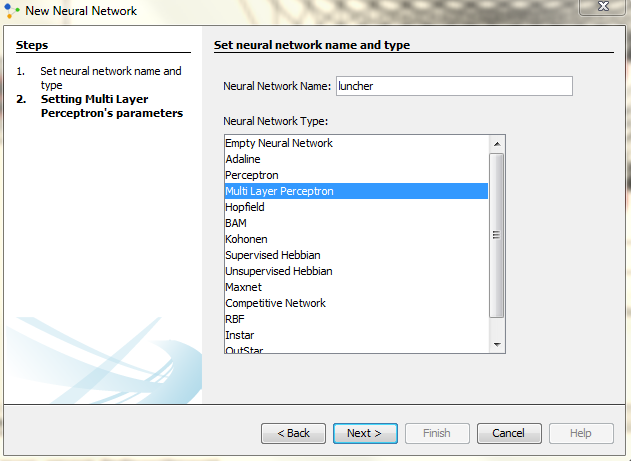 New Neural Network
Steps
1. Set neural network name and
type
2. Setting Multi Layer
Perceptron's parameters
Set neural network name and type
Neural Network Name: luncher
Neural Network Type:
Empty Neural Network
Adaline
Perceptron
Multi Layer Perceptron
Hopfield
BAM
Kohonen
Supervised Hebbian
Unsupervised Hebbian
Maxnet
Competitive Network
RBF
Instar
OutStar
< Back Next > Finish Cancel Help